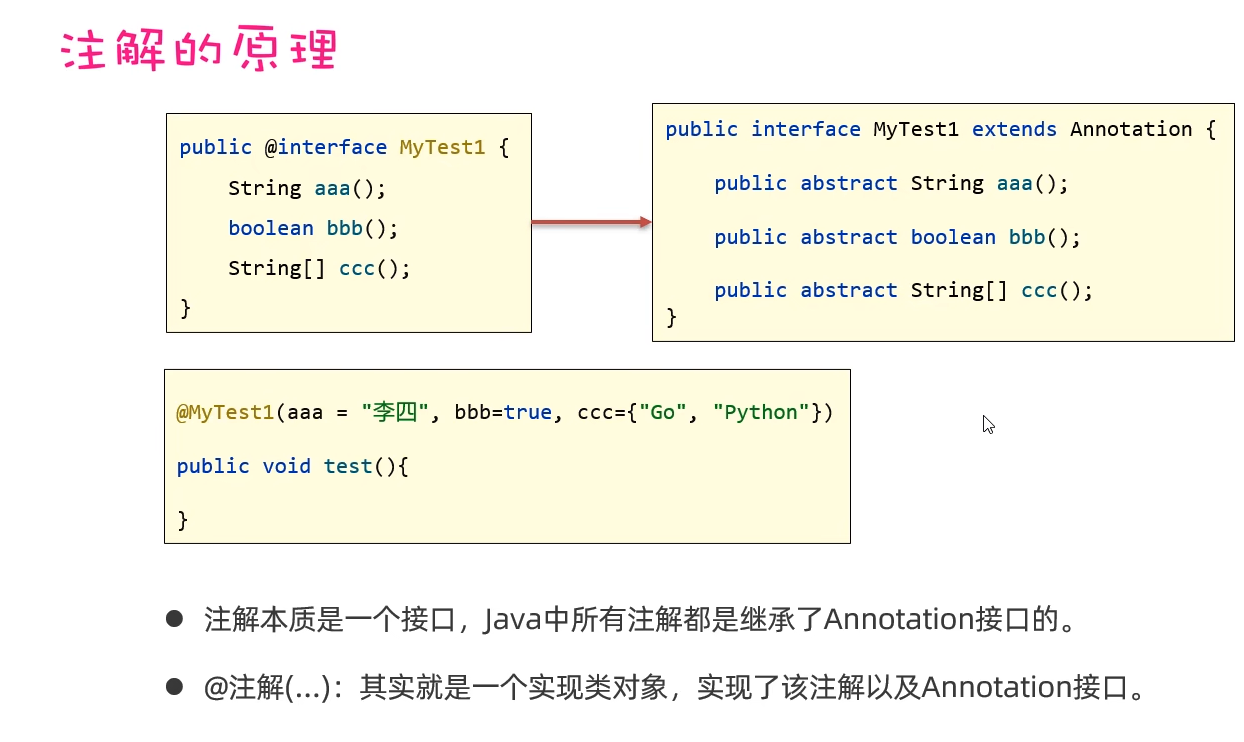 注解的原理
public @interface MyTest1 {
String aaa();
boolean bbb();
String[] ccc();
}
public interface MyTest1 extends Annotation {
public abstract String aaa();
public abstract boolean bbb();
public abstract String[] ccc();
}
@MyTest1(aaa = "李四", bbb=true, ccc={"Go", "Python"})
public void test(){
}
● 注解本质是一个接口，Java中所有注解都是继承了Annotation接口的。
● @注解(…)：其实就是一个实现类对象，实现了该注解以及Annotation接口。